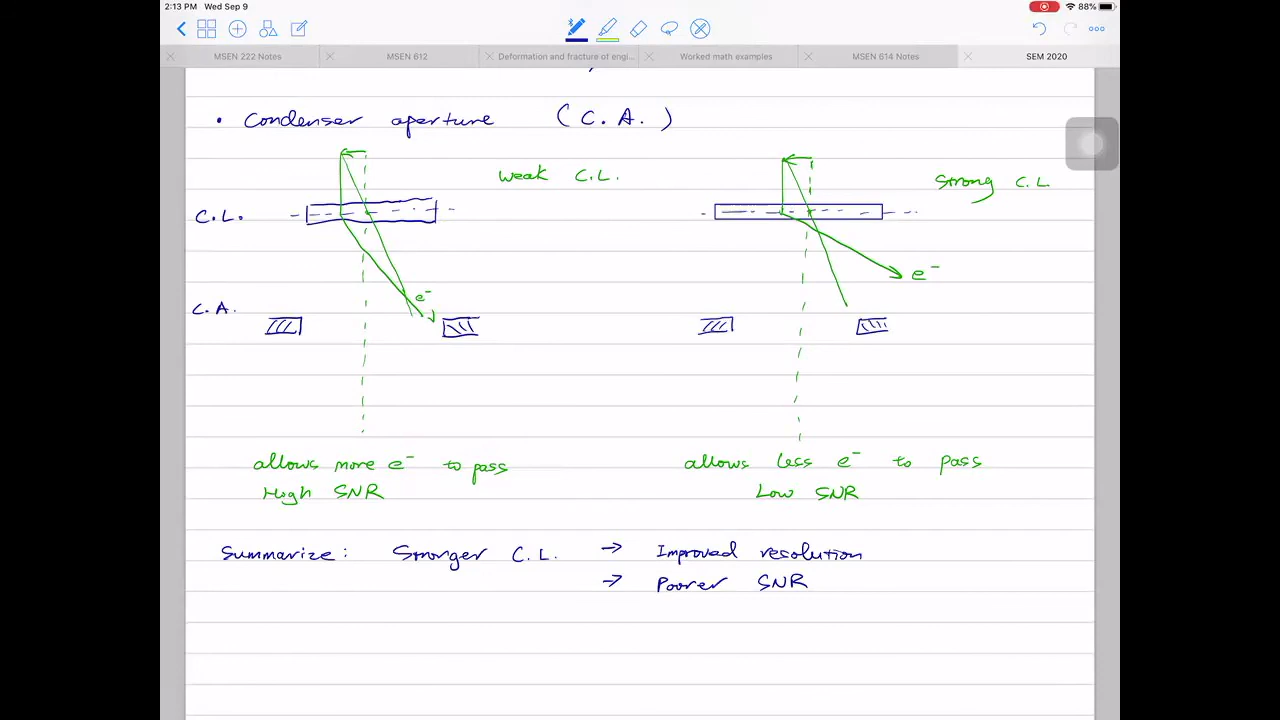 2:13 PM Wed Sep 9
88%
MSEN 222 Notes
MSEN 612
Deformation and fracture of engi...
Worked math examples
MSEN 614 Notes
SEM 2020
• Condenser aperture (C.A.)
weak C.L.
Strong C.L.
C.L.
e⁻
e⁻
C.A.
allows more e⁻ to pass
High SNR
allows less e⁻ to pass
Low SNR
Summarize: Stronger C.L. → Improved resolution
→ Poorer SNR